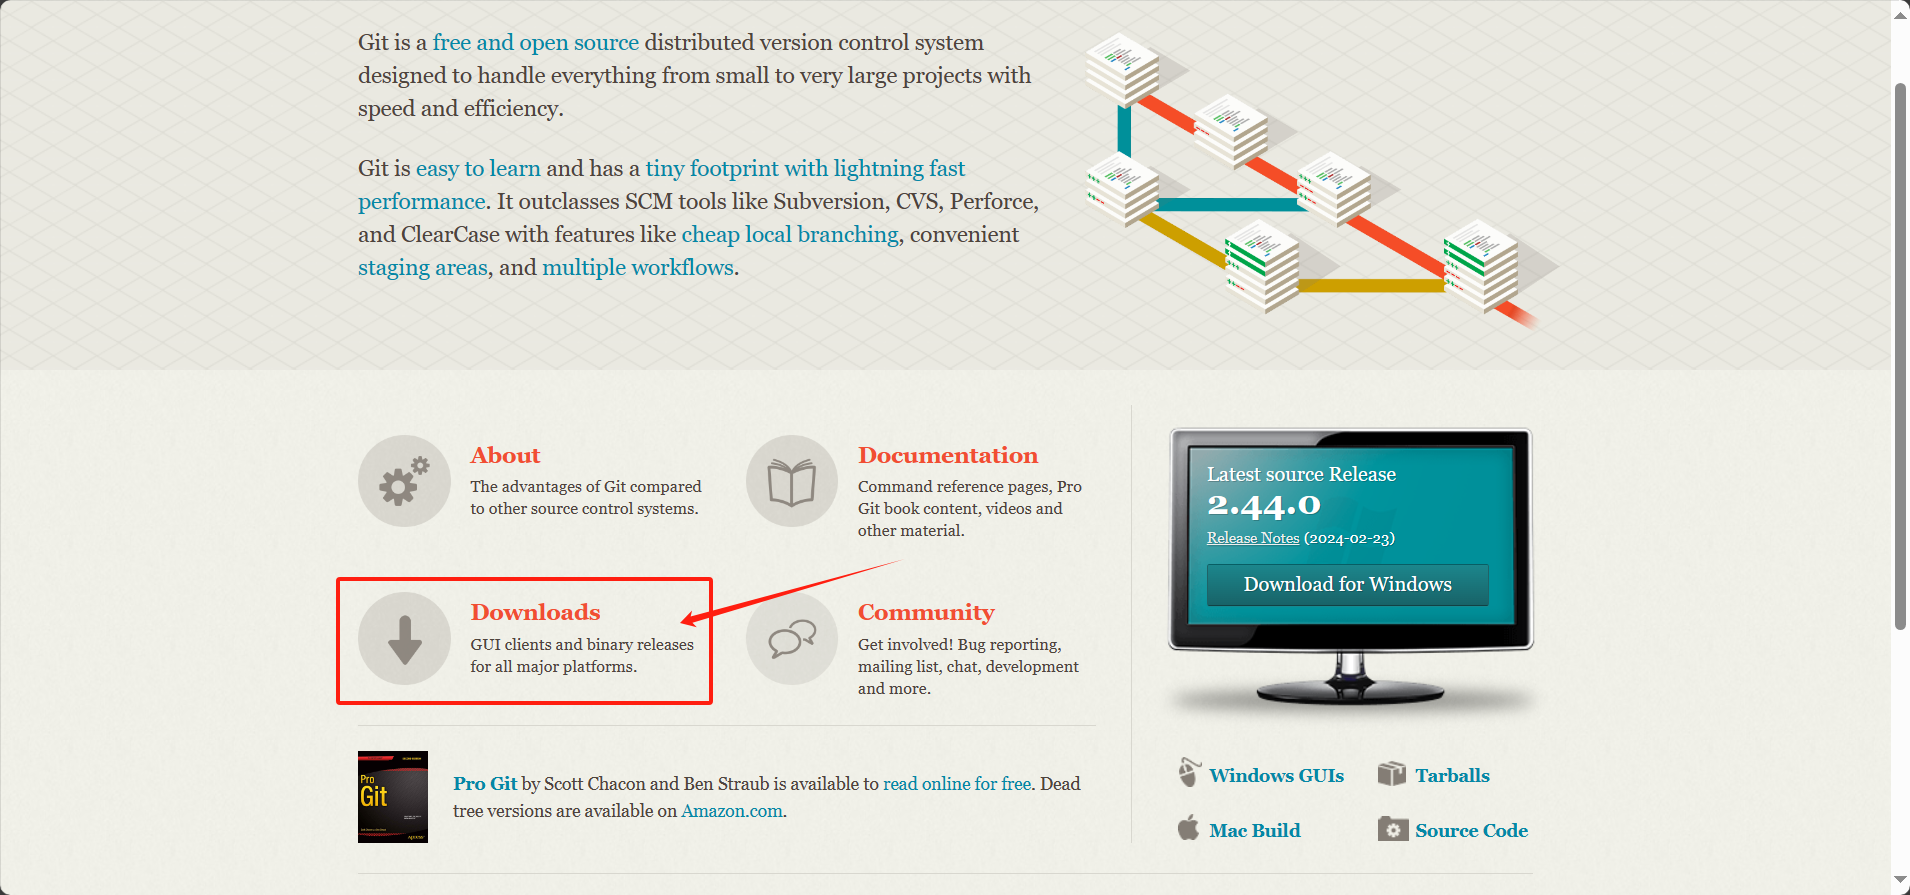 Git is a free and open source distributed version control system
designed to handle everything from small to very large projects with
speed and efficiency.
Git is easy to learn and has a tiny footprint with lightning fast
performance. It outclasses SCM tools like Subversion, CVS, Perforce,
and ClearCase with features like cheap local branching, convenient
staging areas, and multiple workflows.
About
The advantages of Git compared
to other source control systems.
Documentation
Command reference pages, Pro
Git book content, videos and
other material.
Downloads
GUI clients and binary releases
for all major platforms.
Community
Get involved! Bug reporting,
mailing list, chat, development
and more.
Pro
Git
Pro Git by Scott Chacon and Ben Straub is available to read online for free. Dead
tree versions are available on Amazon.com.
Latest source Release
2.44.0
Release Notes (2024-02-23)
Download for Windows
Windows GUIs
Tarballs
Mac Build
Source Code